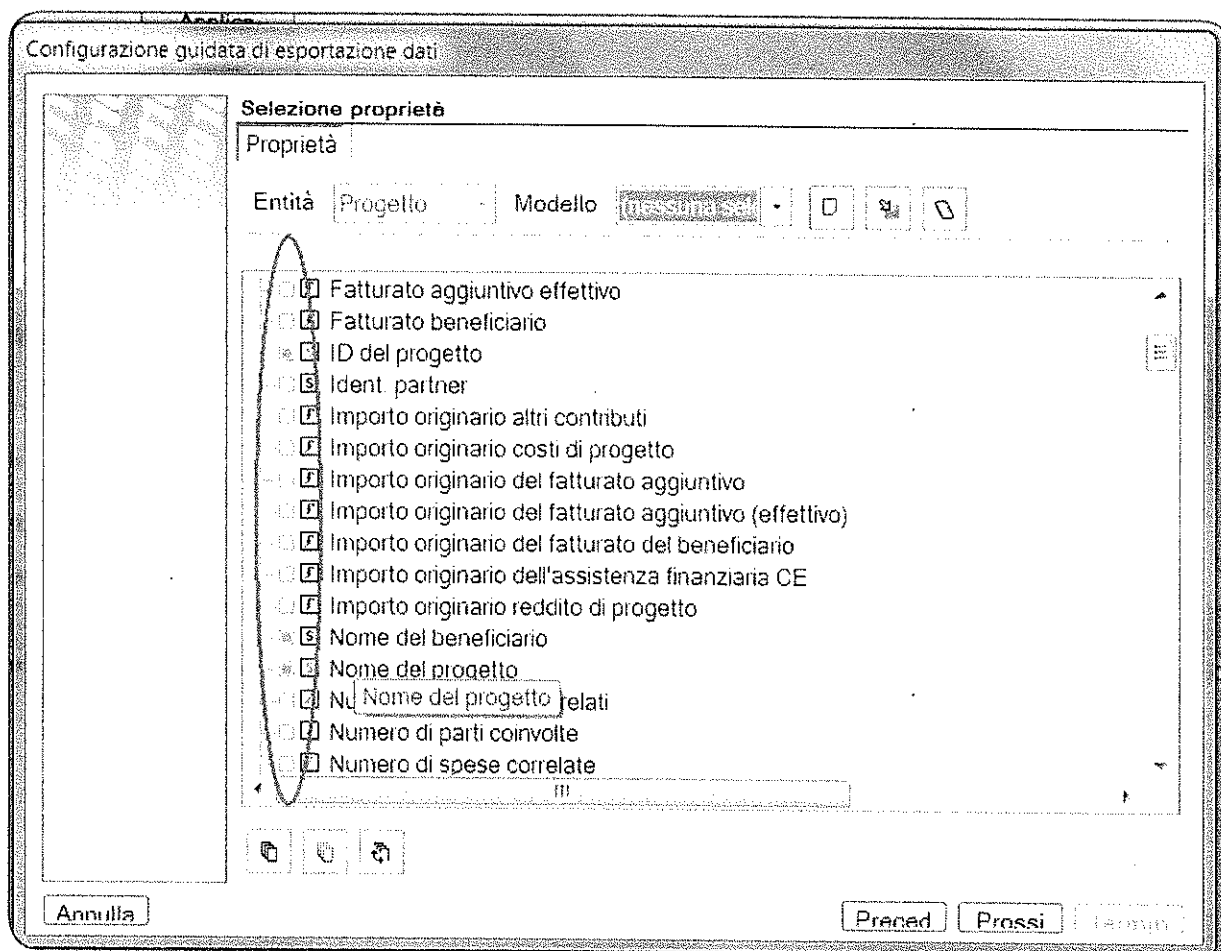 Applica
Configurazione guidata di esportazione dati
Selezione proprietà
Proprietà
Entità Progetto Modello
Fatturato aggiuntivo effettivo
Fatturato beneficiario
ID del progetto
S Ident. partner
F Importo originario altri contributi
F Importo originario costi di progetto
F Importo originario del fatturato aggiuntivo
F Importo originario del fatturato aggiuntivo (effettivo)
F Importo originario del fatturato del beneficiario
F Importo originario dell'assistenza finanziaria CE
F Importo originario reddito di progetto
S Nome del beneficiario
S Nome del progetto
Nu Nome del progetto relati
Numero di parti coinvolte
Numero di spese correlate
Annulla Preced Prossi Termin